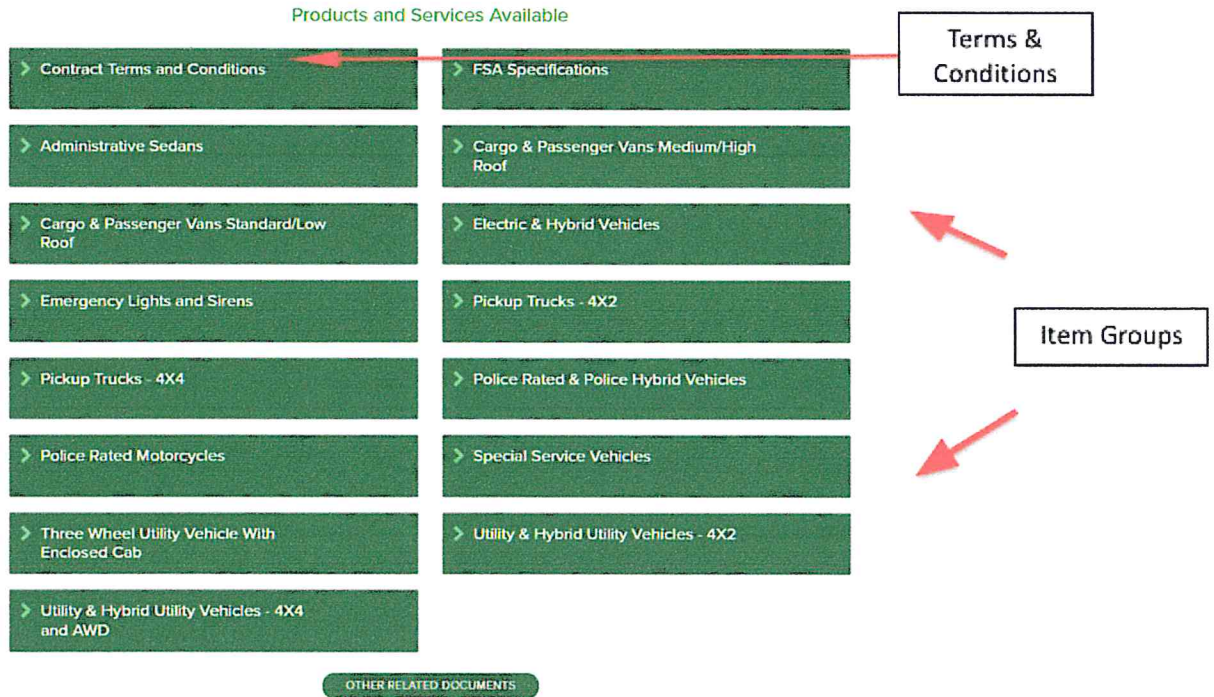 Products and Services Available
Contract Terms and Conditions
FSA Specifications
Terms &
Conditions
Administrative Sedans
Cargo & Passenger Vans Medium/High
Roof
Cargo & Passenger Vans Standard/Low
Roof
Electric & Hybrid Vehicles
Emergency Lights and Sirens
Pickup Trucks - 4X2
Item Groups
Pickup Trucks - 4X4
Police Rated & Police Hybrid Vehicles
Police Rated Motorcycles
Special Service Vehicles
Three Wheel Utility Vehicle With
Enclosed Cab
Utility & Hybrid Utility Vehicles - 4X2
Utility & Hybrid Utility Vehicles - 4X4
and AWD
OTHER RELATED DOCUMENTS